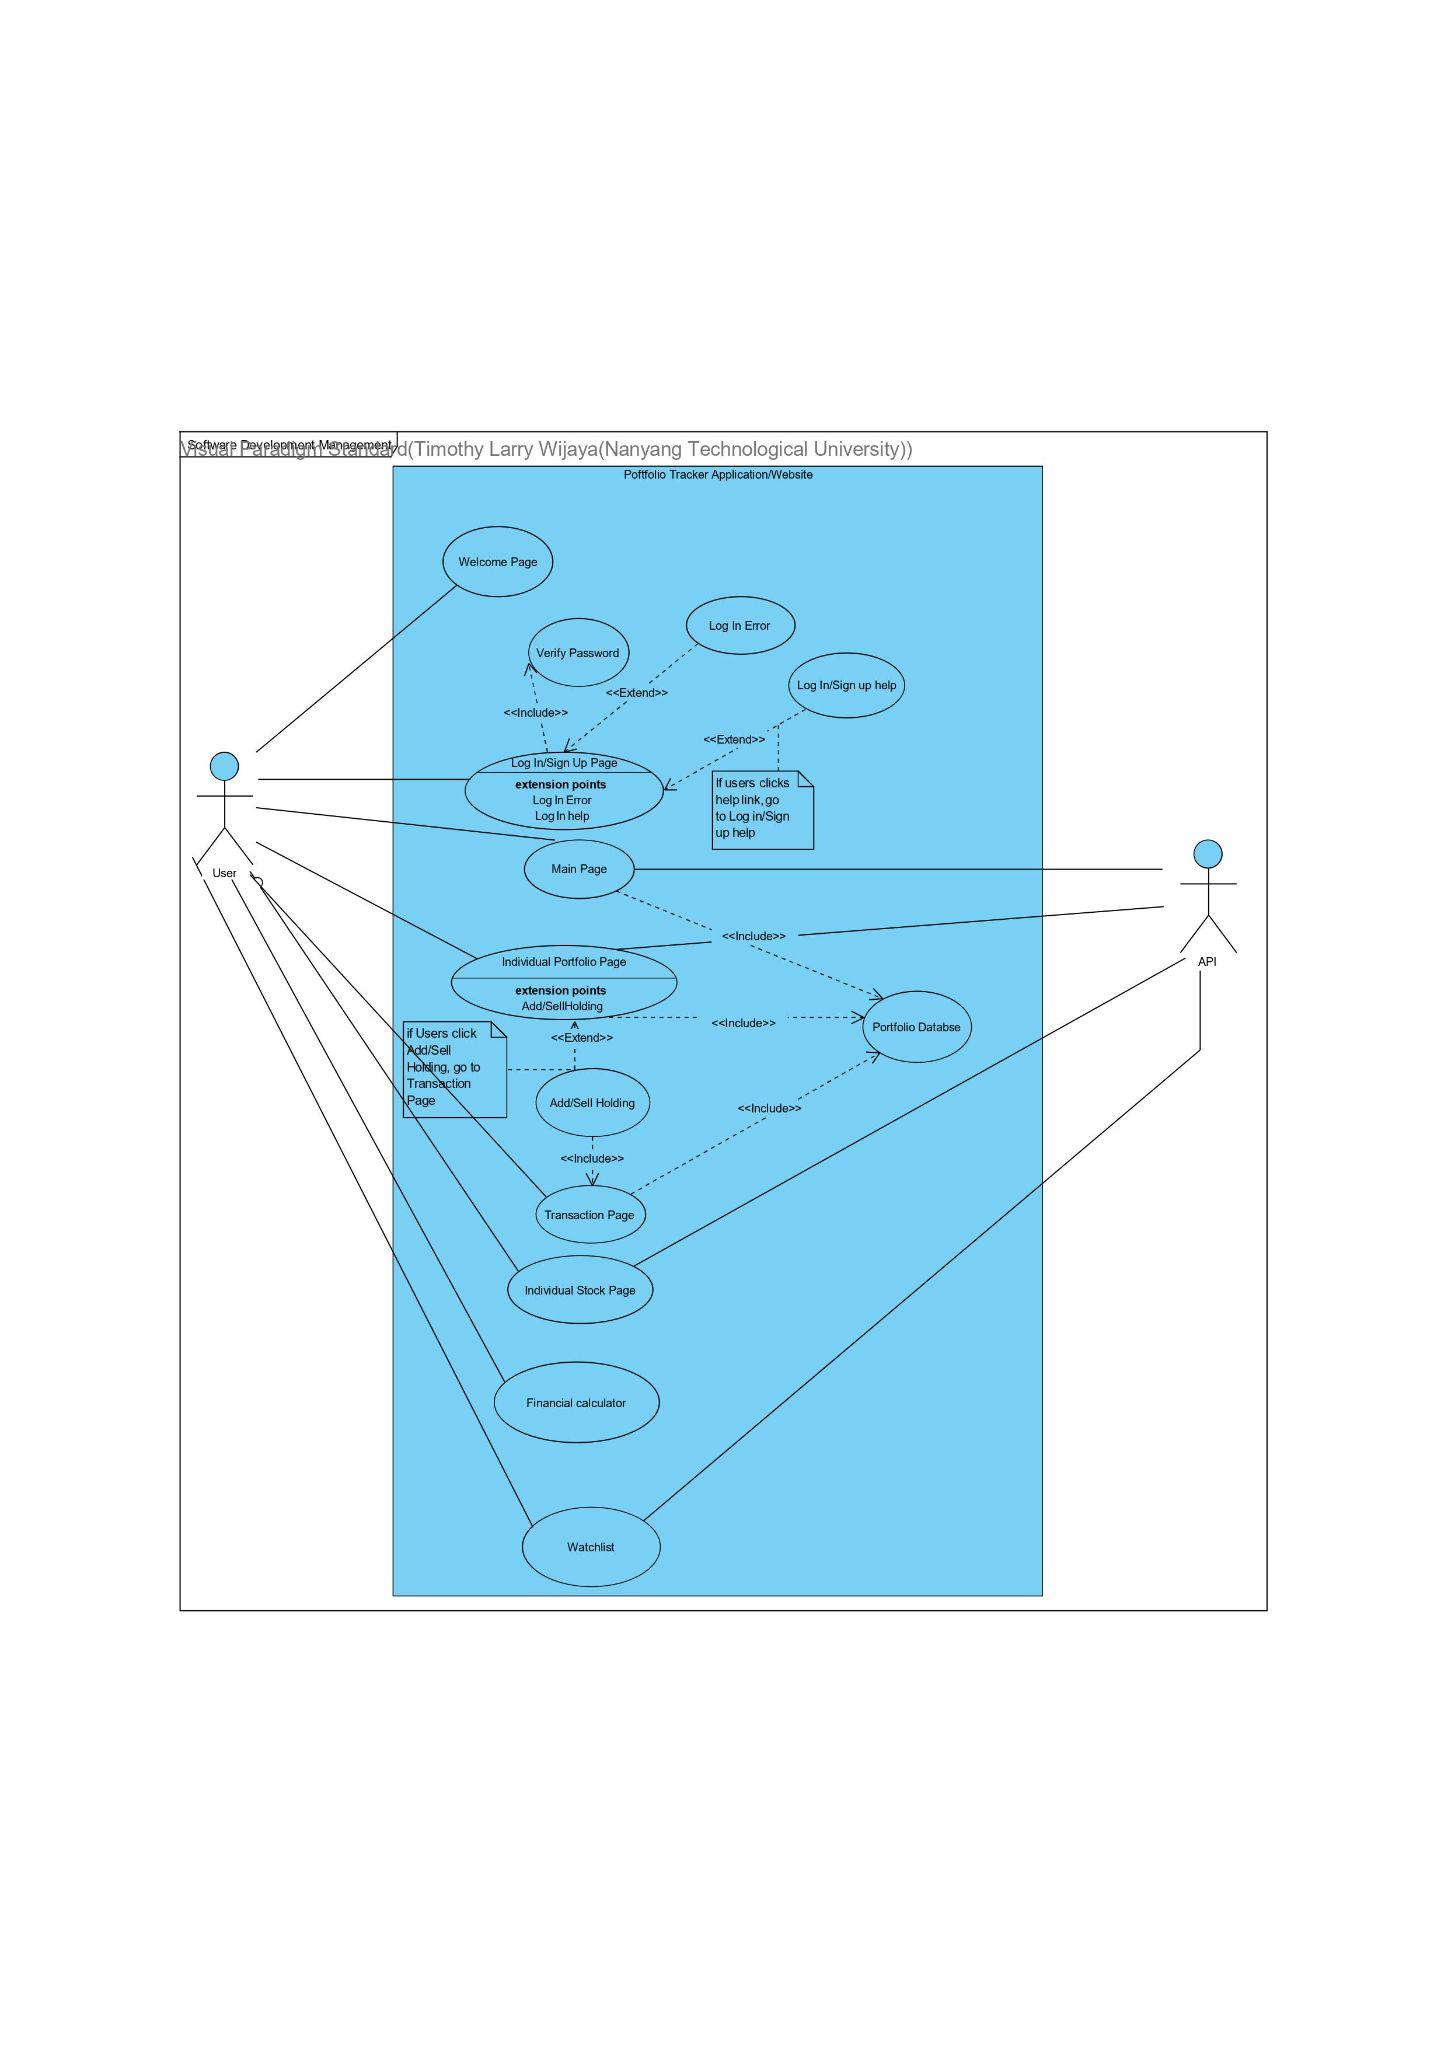 Software Development Management
Visual Paradigm Standard(Timothy Larry Wijaya(Nanyang Technological University))
Poftfolio Tracker Application/Website
Welcome Page
Log In Error
Verify Password
Log In/Sign up help
<<Extend>>
<<Include>>
<<Extend>>
Log In/Sign Up Page
extension points
Log In Error
Log In help
If users clicks
help link, go
to Log in/Sign
up help
Main Page
User
API
<<Include>>
Individual Portfolio Page
extension points
Add/SellHolding
<<Include>>
Portfolio Databse
<<Extend>>
if Users click
Add/Sell
Holding, go to
Transaction
Page
Add/Sell Holding
<<Include>>
<<Include>>
Transaction Page
Individual Stock Page
Financial calculator
Watchlist